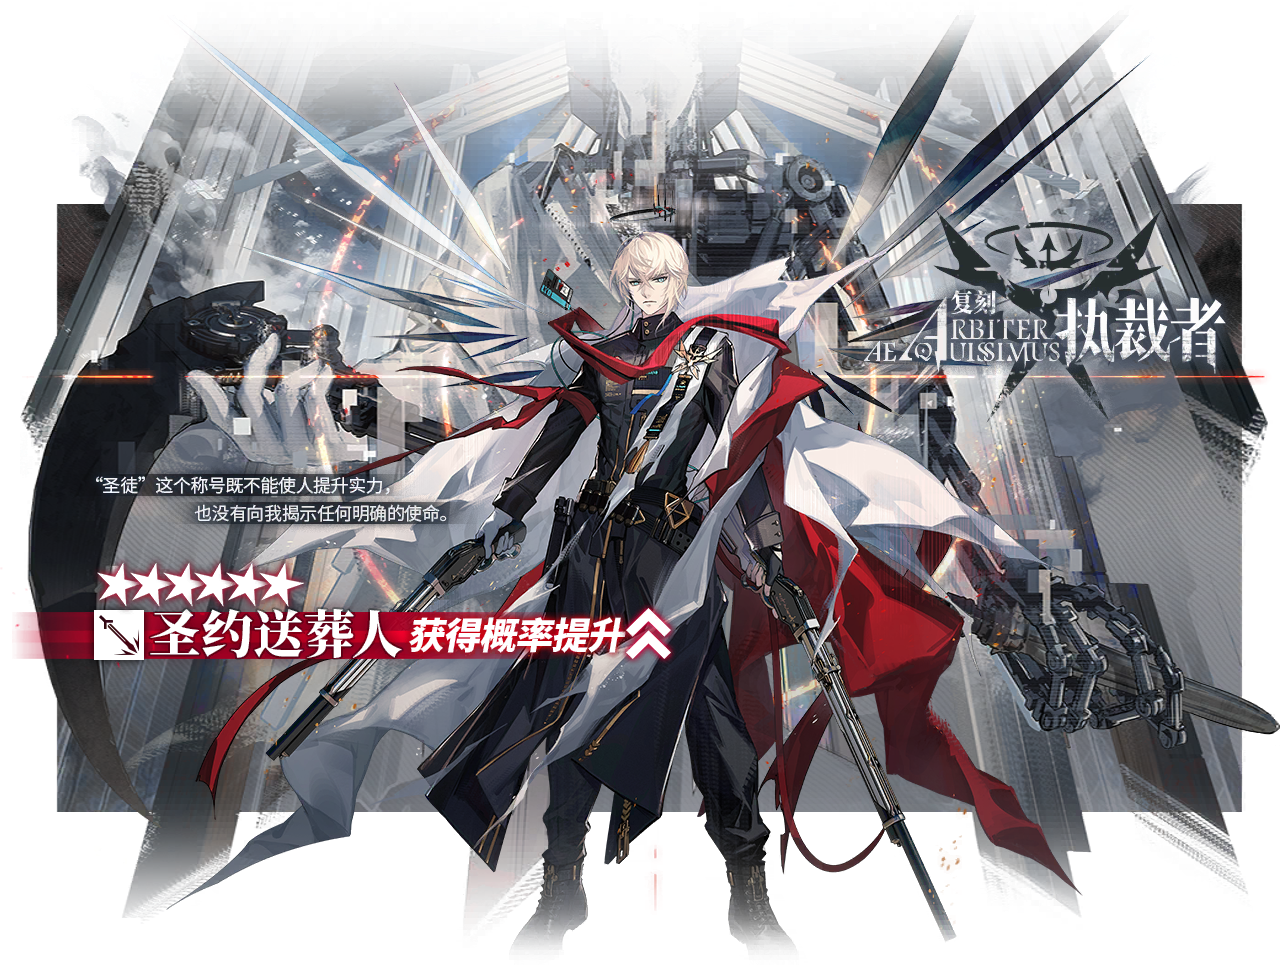 复刻
ARBITER
AEQUISSIMUS
执裁者
“圣徒”这个称号既不能使人提升实力，
也没有向我揭示任何明确的使命。
圣约送葬人 获得概率提升